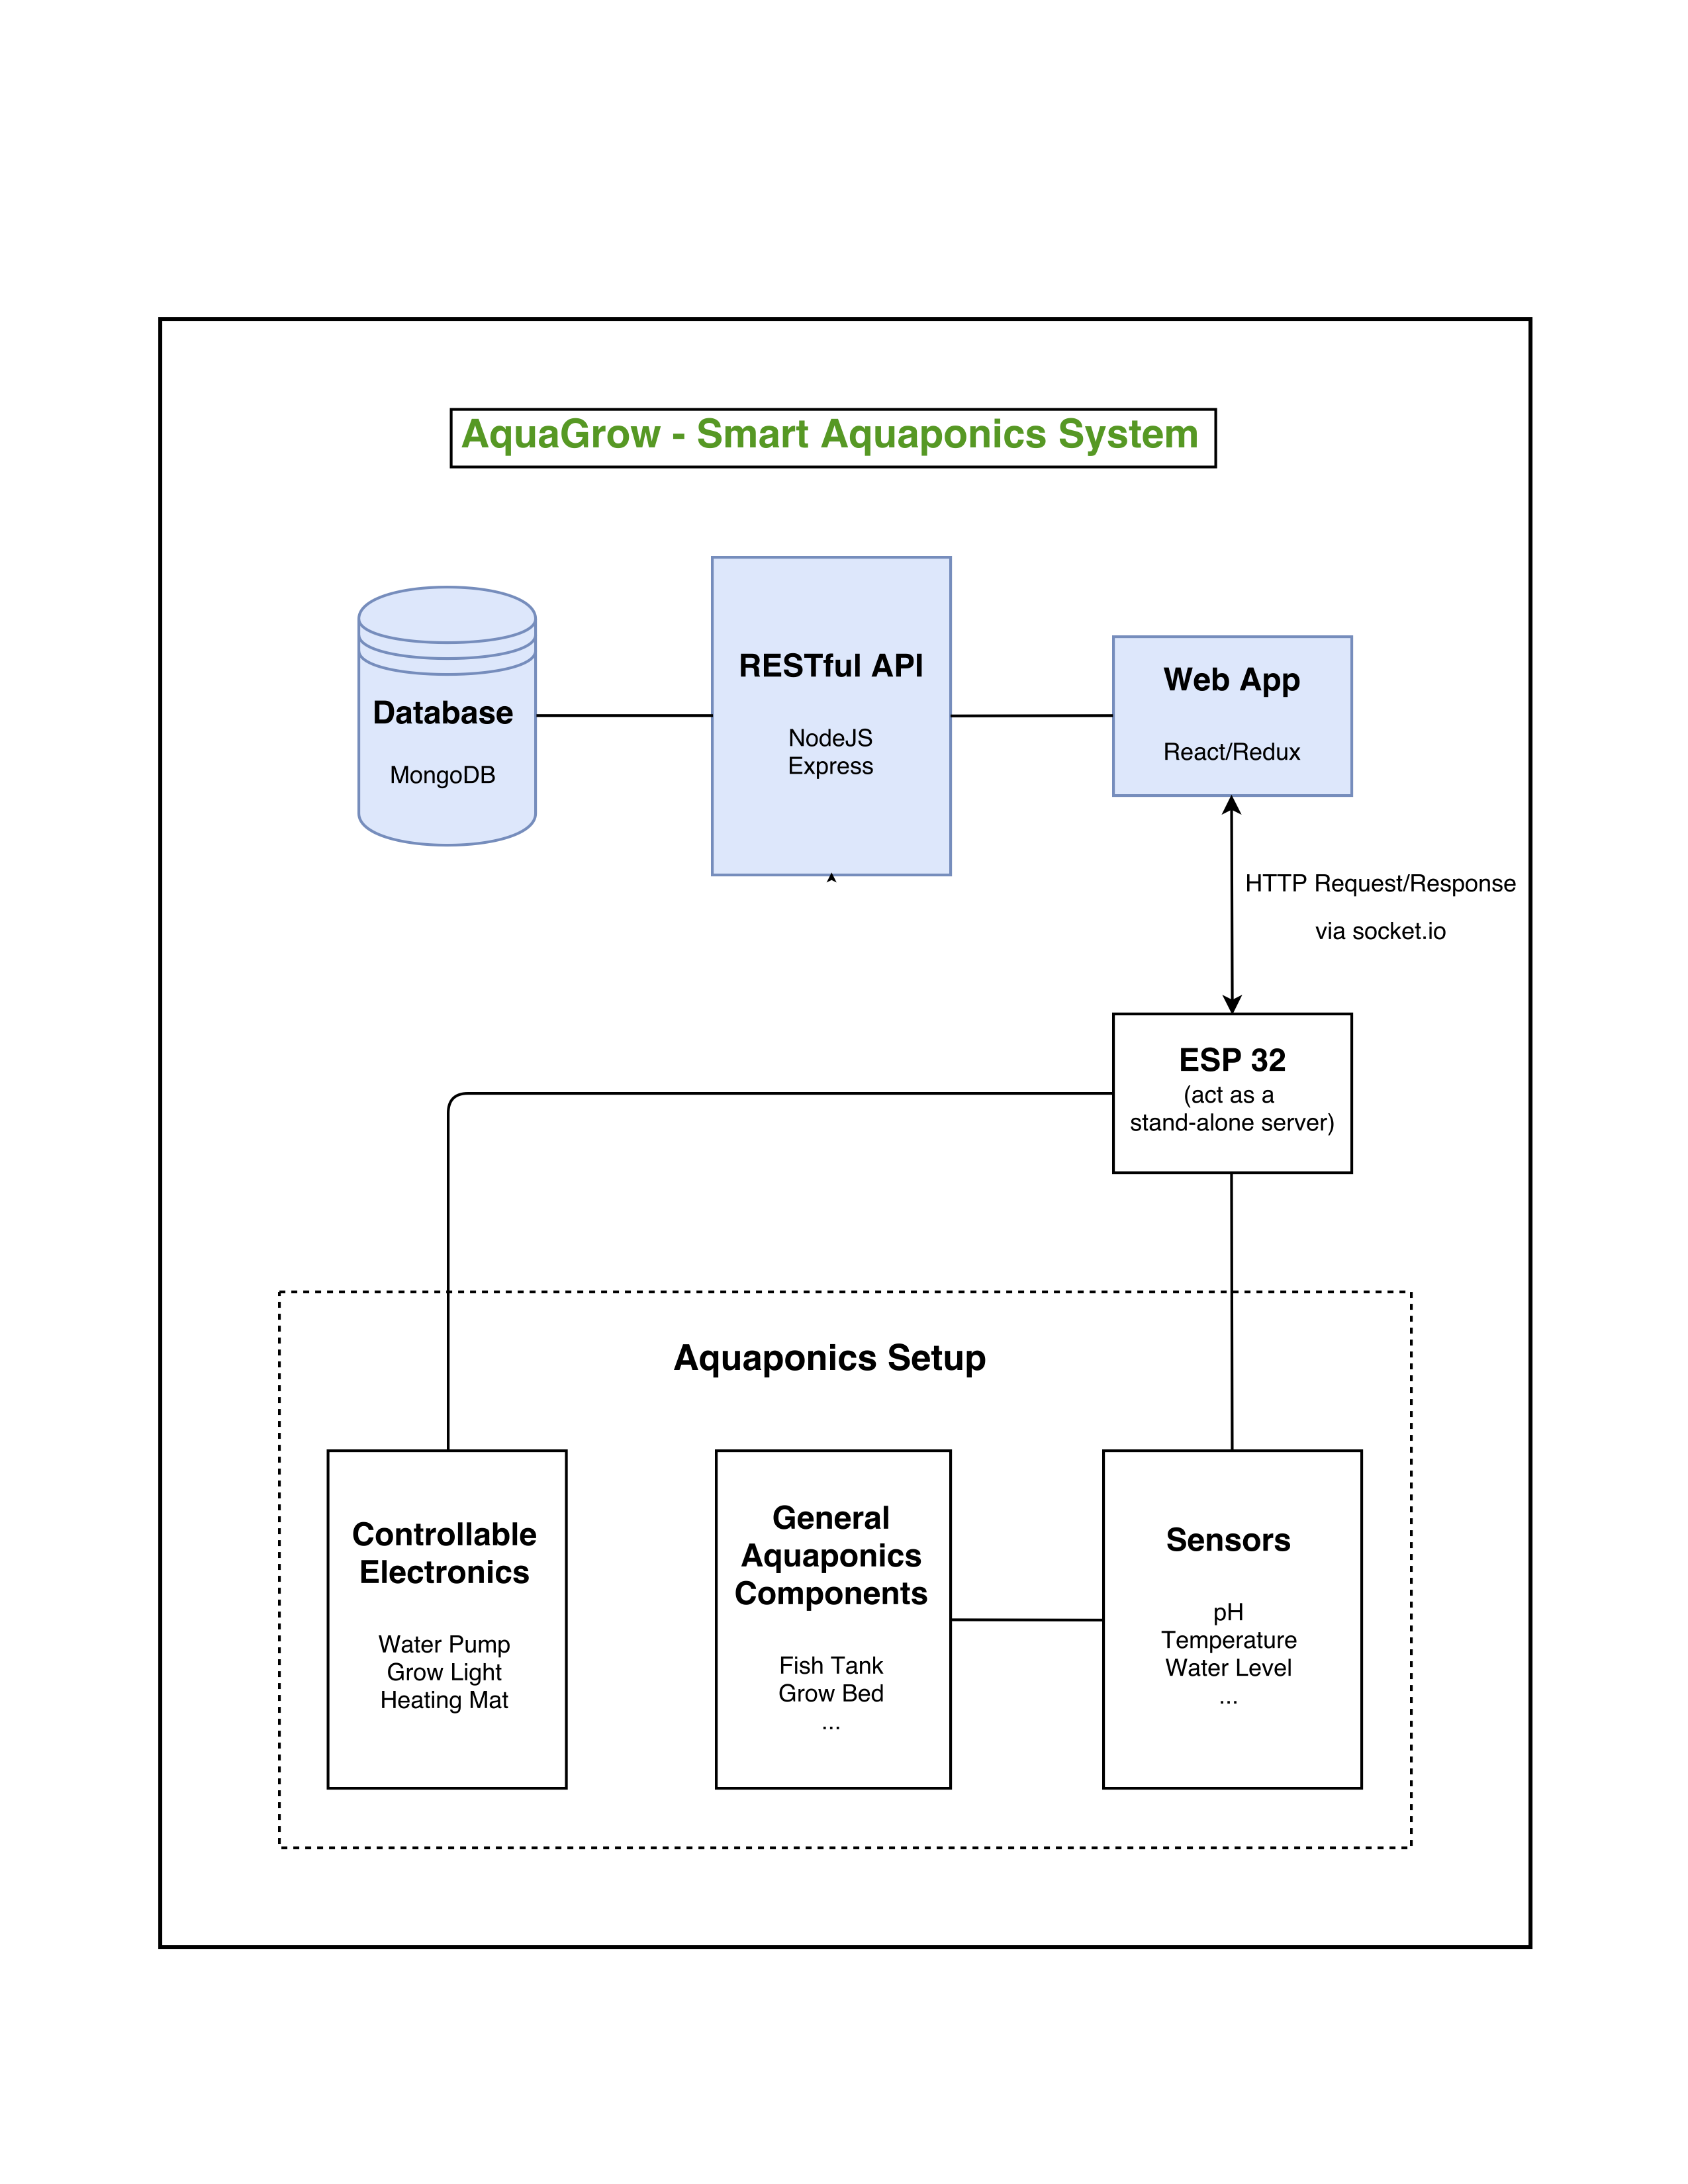 AquaGrow - Smart Aquaponics System
Database
MongoDB
RESTful API
NodeJS
Express
Web App
React/Redux
HTTP Request/Response
via socket.io
ESP 32
(act as a
stand-alone server)
Aquaponics Setup
Controllable
Electronics
Water Pump
Grow Light
Heating Mat
General
Aquaponics
Components
Fish Tank
Grow Bed
...
Sensors
pH
Temperature
Water Level
...